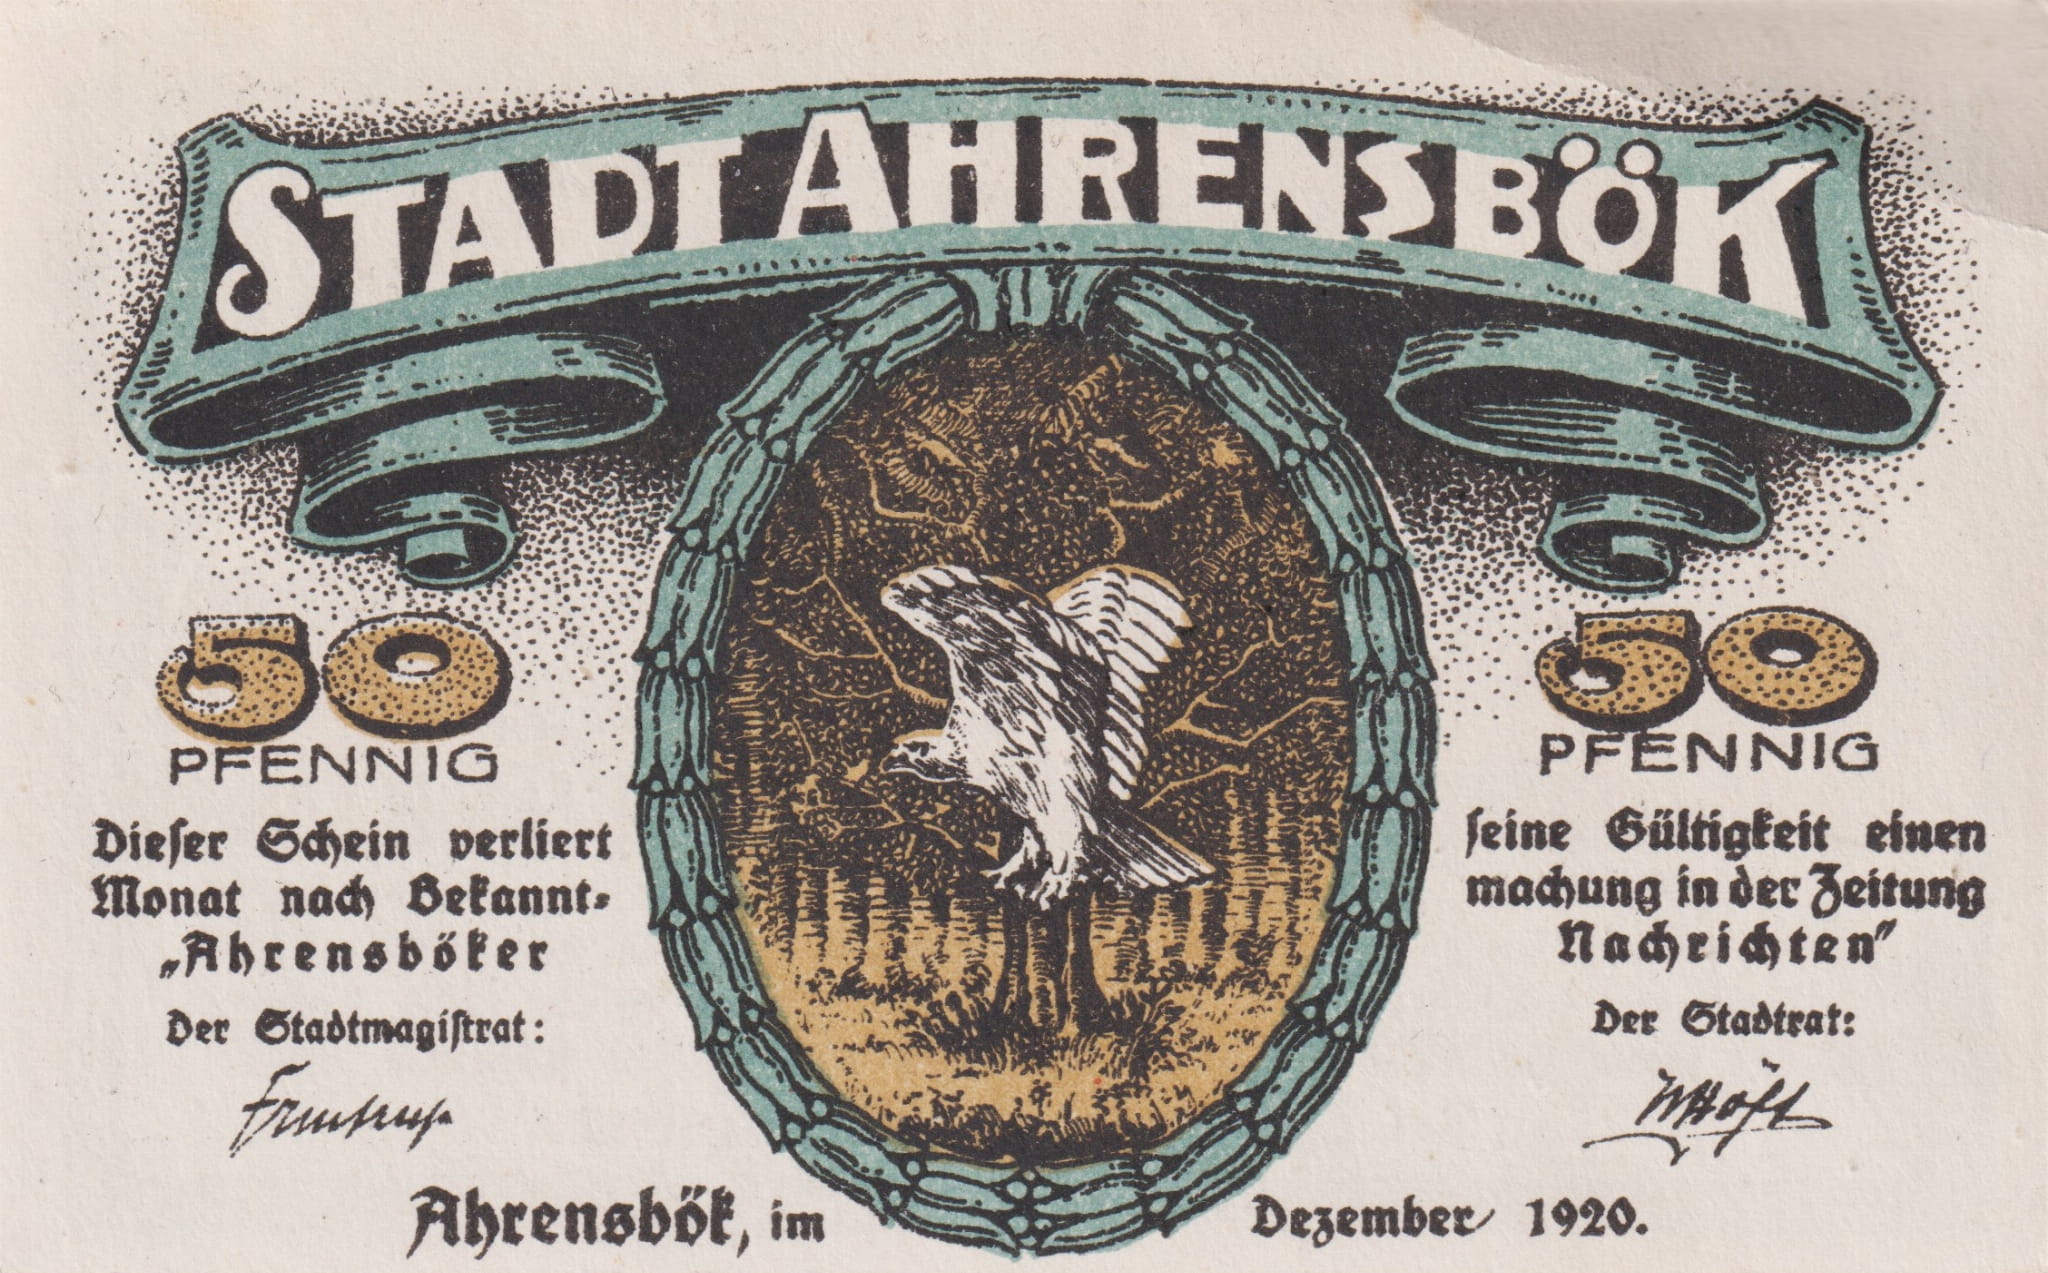 STADT AHRENSBÖK
50 50
PFENNIG PFENNIG
Dieser Schein verliert seine Gültigkeit einen
Monat nach Bekannt- machung in der Zeitung
„Ahrensböker Nachrichten"
Der Stadtmagistrat: Der Stadtrat:
Ahrensbök, im Dezember 1920.